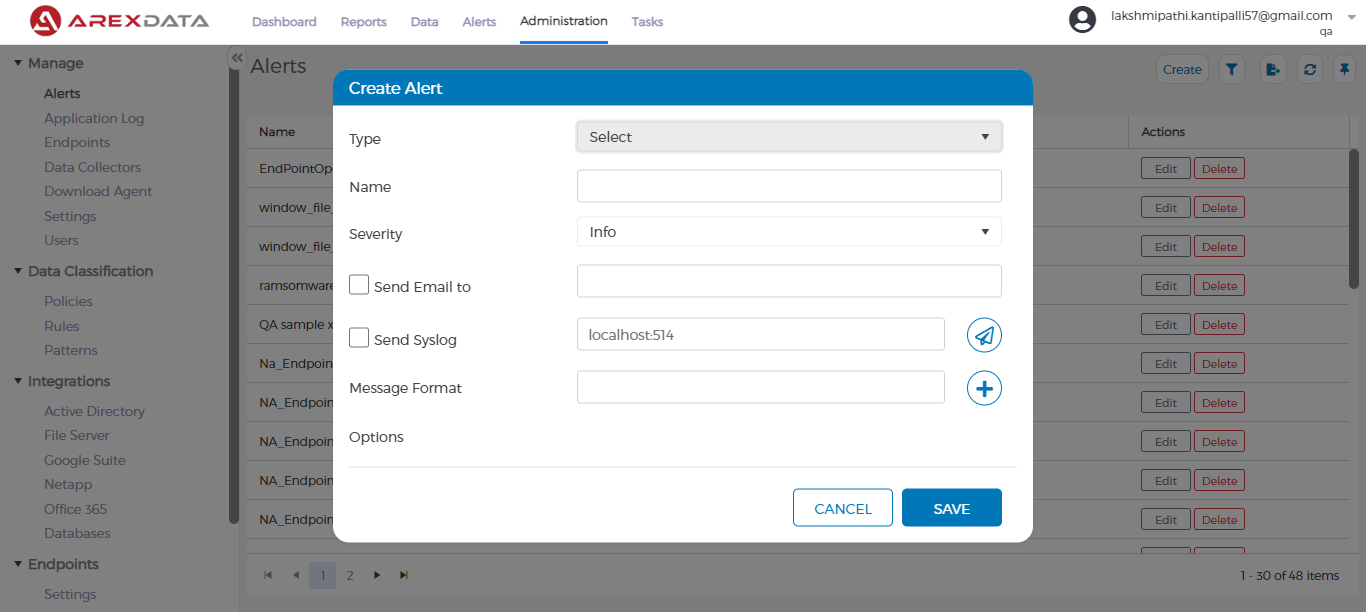 AREXDATA
Dashboard Reports Data Alerts Administration Tasks
lakshmipathi.kantipalli57@gmail.com
qa
Manage
Alerts
Application Log
Endpoints
Data Collectors
Download Agent
Settings
Users
Data Classification
Policies
Rules
Patterns
Integrations
Active Directory
File Server
Google Suite
Netapp
Office 365
Databases
Endpoints
Settings
Alerts
Create
Name Actions
EndPointOp Edit Delete
window_file_ Edit Delete
window_file_ Edit Delete
ramsomware Edit Delete
QA sample x Edit Delete
Na_Endpoin Edit Delete
NA_Endpoin Edit Delete
NA_Endpoin Edit Delete
NA_Endpoin Edit Delete
NA_Endpoin Edit Delete
1 2
1 - 30 of 48 items
Create Alert
Type Select
Name
Severity Info
Send Email to
Send Syslog localhost:514
Message Format
Options
CANCEL SAVE